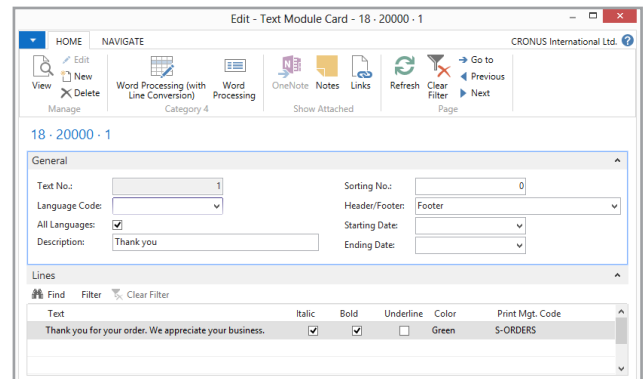 Edit - Text Module Card - 18 · 20000 · 1
HOME NAVIGATE CRONUS International Ltd.
View Edit New Delete
Word Processing (with Line Conversion) Word Processing
OneNote Notes Links
Refresh Clear Filter Go to Previous Next
Manage Category 4 Show Attached Page
18 · 20000 · 1
General
Text No.: 1 Sorting No.: 0
Language Code: Header/Footer: Footer
All Languages: Starting Date:
Description: Thank you Ending Date:
Lines
Find Filter Clear Filter
Text Italic Bold Underline Color Print Mgt. Code
Thank you for your order. We appreciate your business. Green S-ORDERS